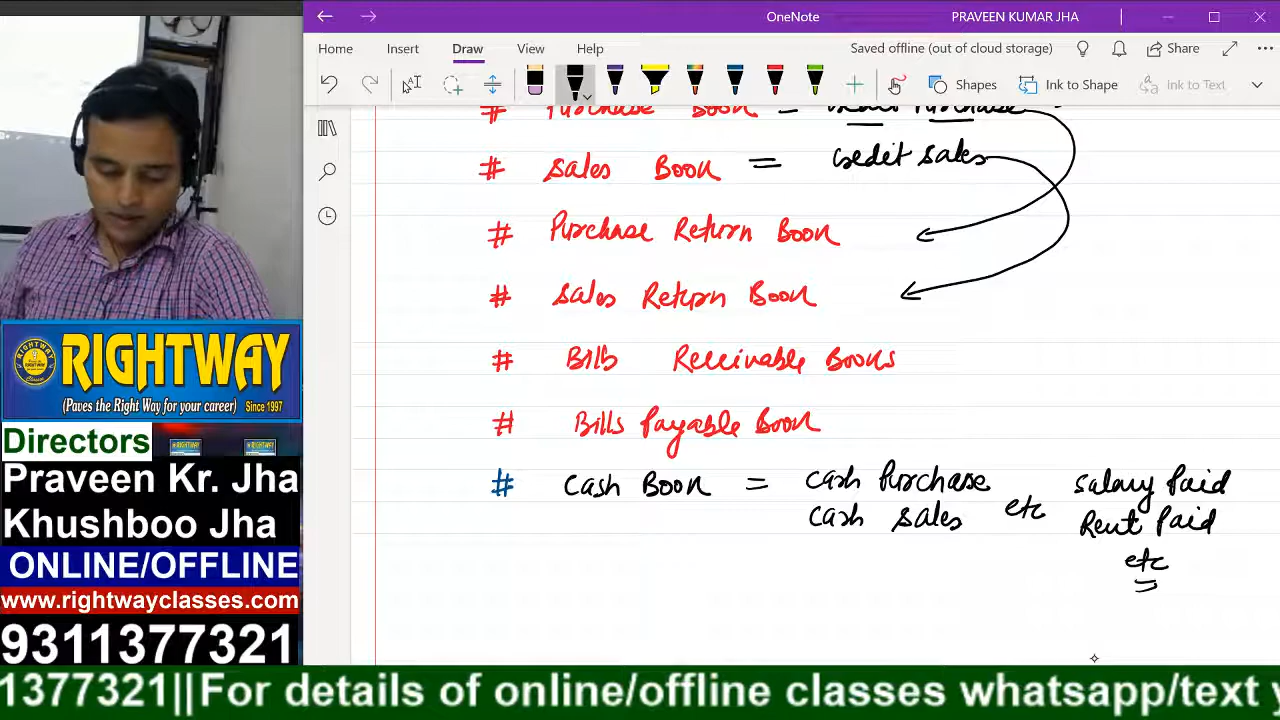 OneNote
PRAVEEN KUMAR JHA
Home Insert Draw View Help
Saved offline (out of cloud storage)
Share
Shapes
Ink to Shape
Ink to Text
# Purchase Book = Credit Purchase
# Sales Book = credit sales
# Purchase Return Book
# Sales Return Book
# Bills Receivable Books
# Bills Payable Book
# Cash Book = cash Purchase
cash sales etc
salary Paid
Rent Paid
etc
RIGHTWAY
(Paves the Right Way for your career) Since 1997
Directors
Praveen Kr. Jha
Khushboo Jha
ONLINE/OFFLINE
www.rightwayclasses.com
9311377321
1377321||For details of online/offline classes whatsapp/text y